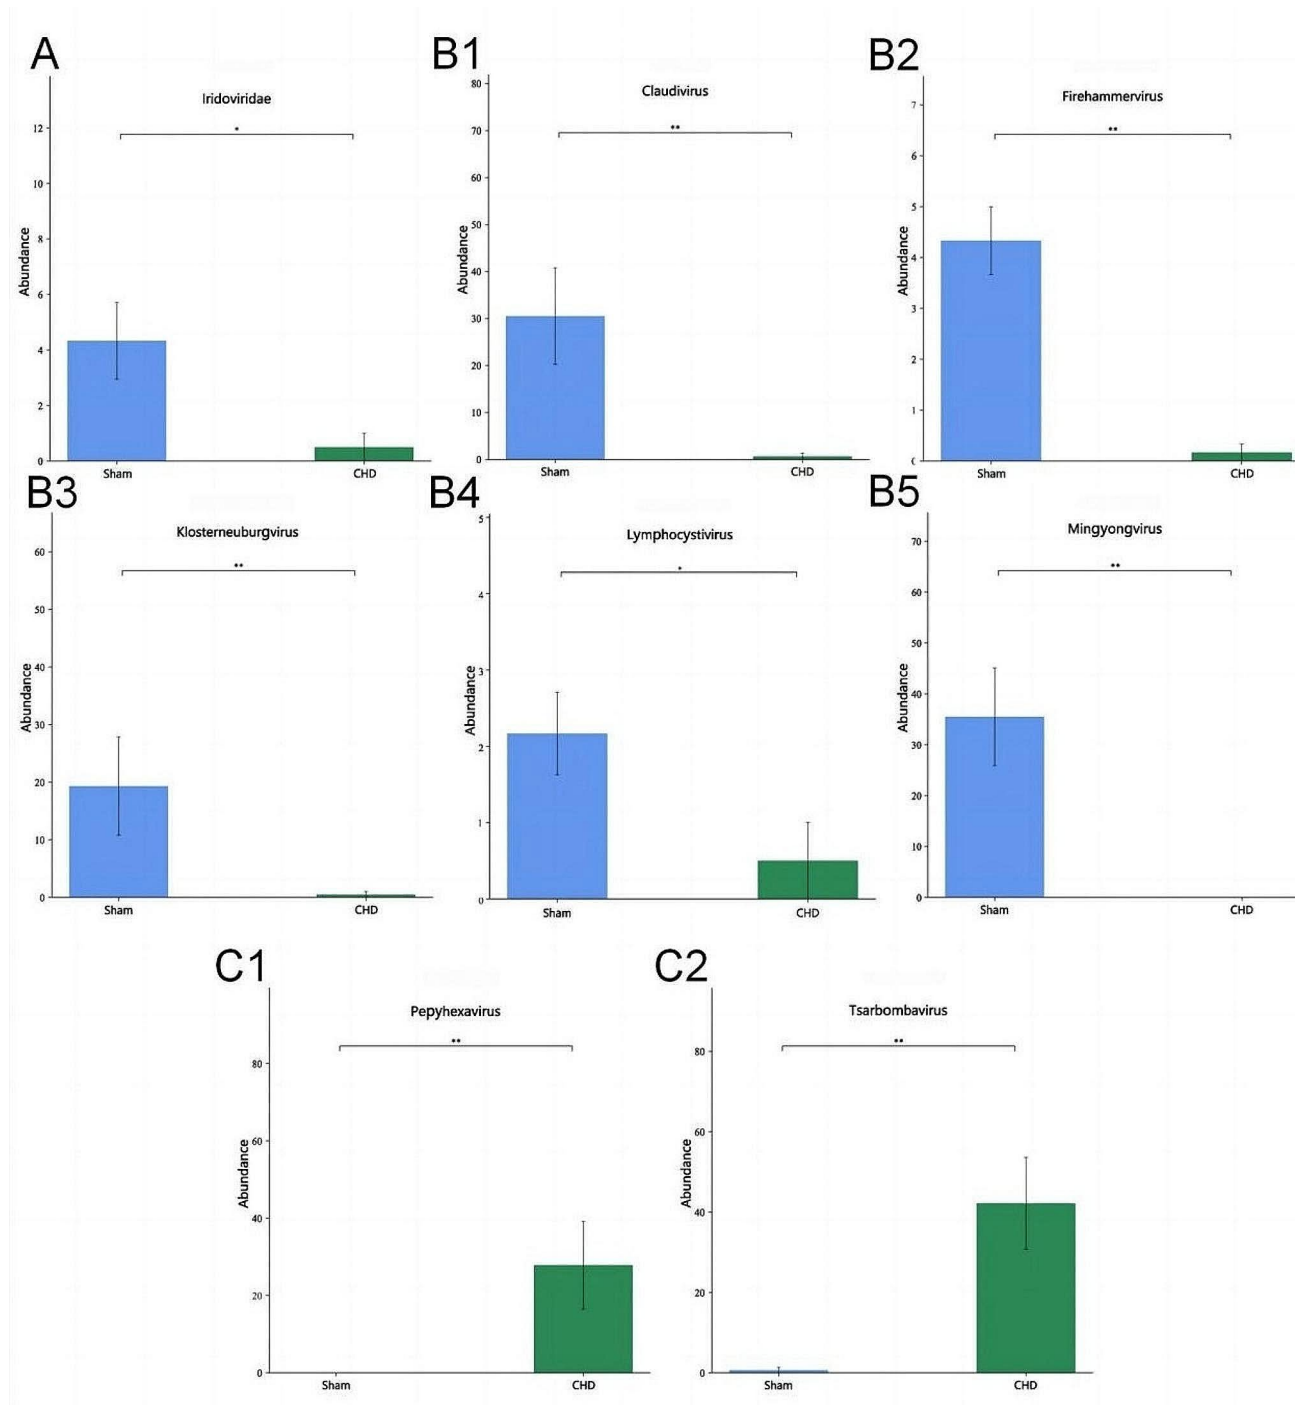 A
Iridoviridae
*
Abundance
12
10
8
6
4
2
0
Sham CHD
B1
Claudivirus
**
Abundance
80
70
60
50
40
30
20
10
0
Sham CHD
B2
Firehammervirus
**
Abundance
7
6
5
4
3
2
1
Sham CHD
B3
Klosterneuburgvirus
**
Abundance
60
50
40
30
20
10
0
Sham CHD
B4
Lymphocystivirus
*
Abundance
5
4
3
2
1
0
Sham CHD
B5
Mingyongvirus
**
Abundance
70
60
50
40
30
20
10
0
Sham CHD
C1
Pepyhexavirus
**
Abundance
80
60
40
20
0
Sham CHD
C2
Tsarbombavirus
**
Abundance
80
60
40
20
0
Sham CHD